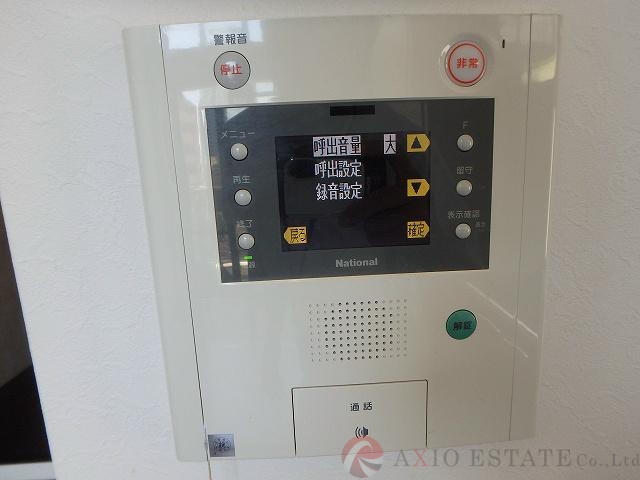 警報音
停止
非常
メニュー
F
呼出音量 大
呼出設定
再生
留守
録音設定
終了
表示確認
戻る
確定
National
解錠
通話
AXIO ESTATE Co., Ltd